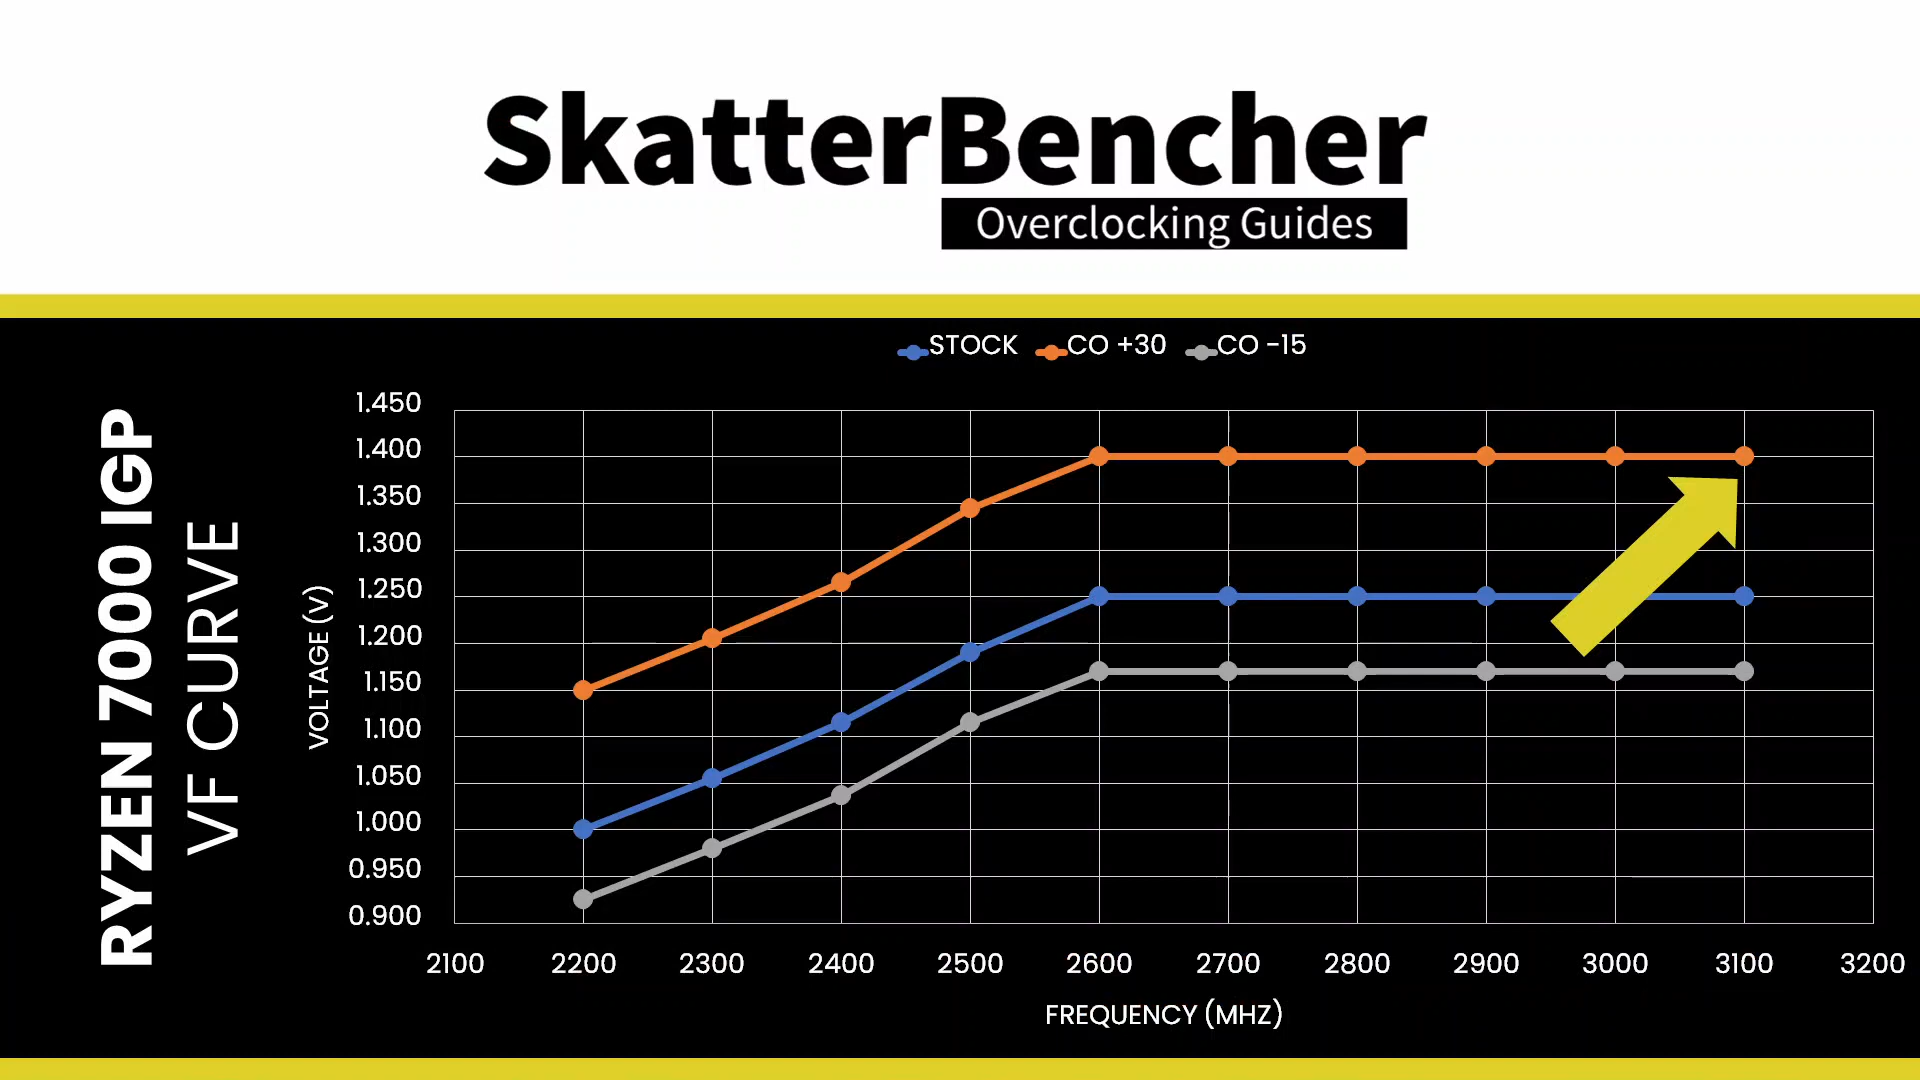 SkatterBencher
Overclocking Guides
STOCK CO +30 CO -15
RYZEN 7000 IGP
VF CURVE
VOLTAGE (V)
1.450
1.400
1.350
1.300
1.250
1.200
1.150
1.100
1.050
1.000
0.950
0.900
2100 2200 2300 2400 2500 2600 2700 2800 2900 3000 3100 3200
FREQUENCY (MHZ)